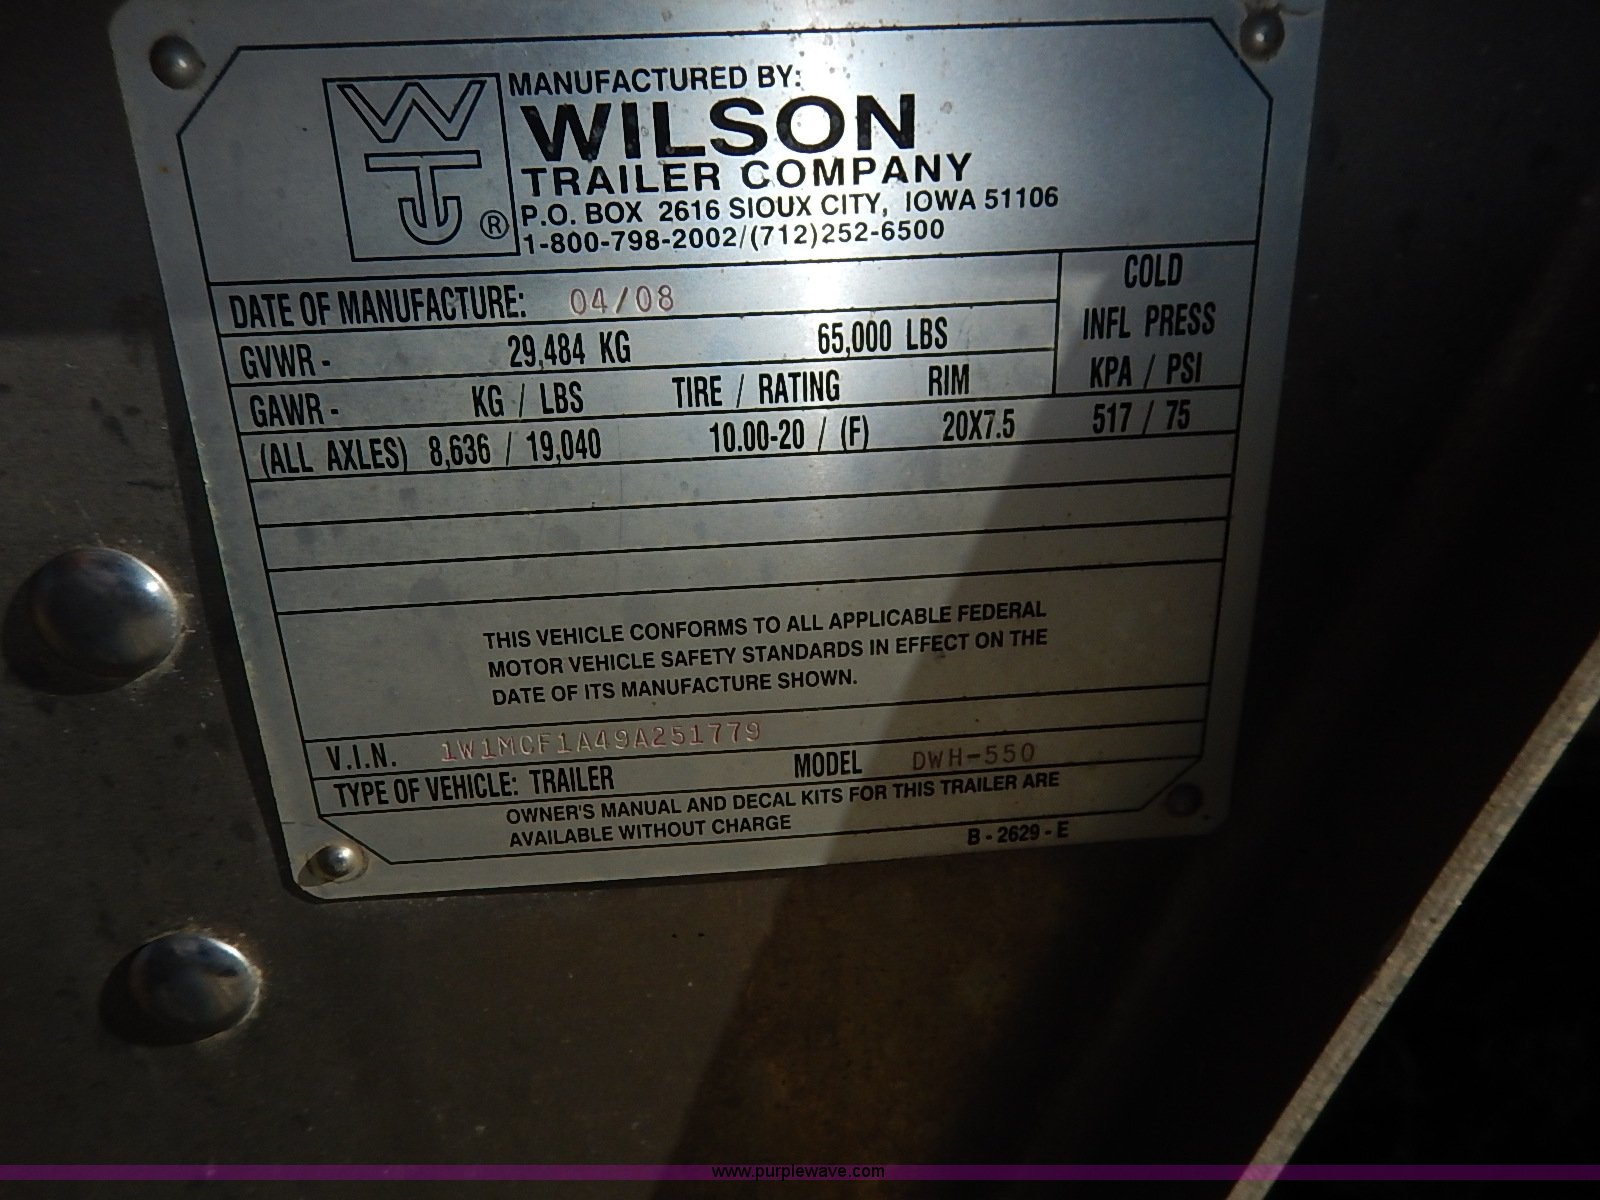 MANUFACTURED BY:
WILSON
TRAILER COMPANY
P.O. BOX 2616 SIOUX CITY, IOWA 51106
1-800-798-2002/(712)252-6500
WTJ ®
DATE OF MANUFACTURE: 04/08
COLD
INFL PRESS
KPA / PSI
GVWR - 29,484 KG 65,000 LBS
GAWR - KG / LBS TIRE / RATING RIM
(ALL AXLES) 8,636 / 19,040 10.00-20 / (F) 20X7.5 517 / 75
THIS VEHICLE CONFORMS TO ALL APPLICABLE FEDERAL
MOTOR VEHICLE SAFETY STANDARDS IN EFFECT ON THE
DATE OF ITS MANUFACTURE SHOWN.
V.I.N. 1W1MCF1A49A251779
TYPE OF VEHICLE: TRAILER MODEL DWH-550
OWNER'S MANUAL AND DECAL KITS FOR THIS TRAILER ARE
AVAILABLE WITHOUT CHARGE
B - 2629 - E
www.purplewave.com